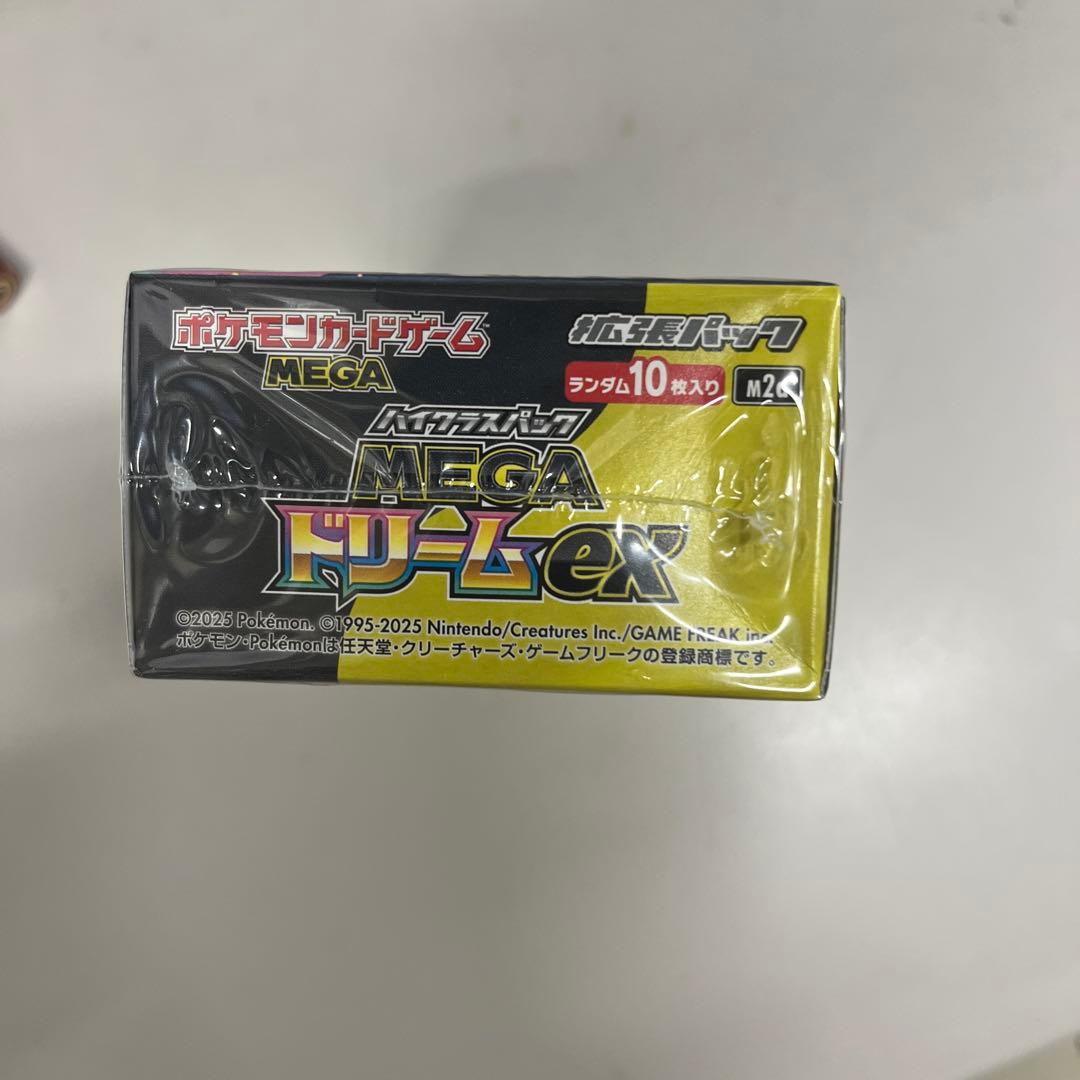 ポケモンカードゲーム™
MEGA
拡張パック
ランダム10枚入り M2a
ハイクラスパック
MEGA
ドリームex
©2025 Pokémon. ©1995-2025 Nintendo/Creatures Inc./GAME FREAK inc.
ポケモン・Pokémonは任天堂・クリーチャーズ・ゲームフリークの登録商標です。